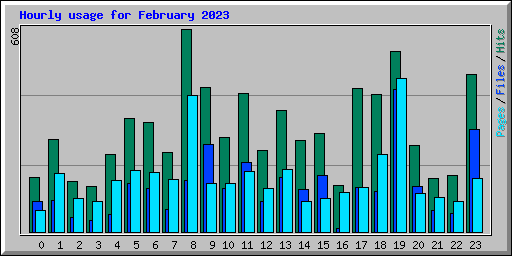 Hourly usage for February 2023
608
Pages/Files/Hits
0 1 2 3 4 5 6 7 8 9 10 11 12 13 14 15 16 17 18 19 20 21 22 23